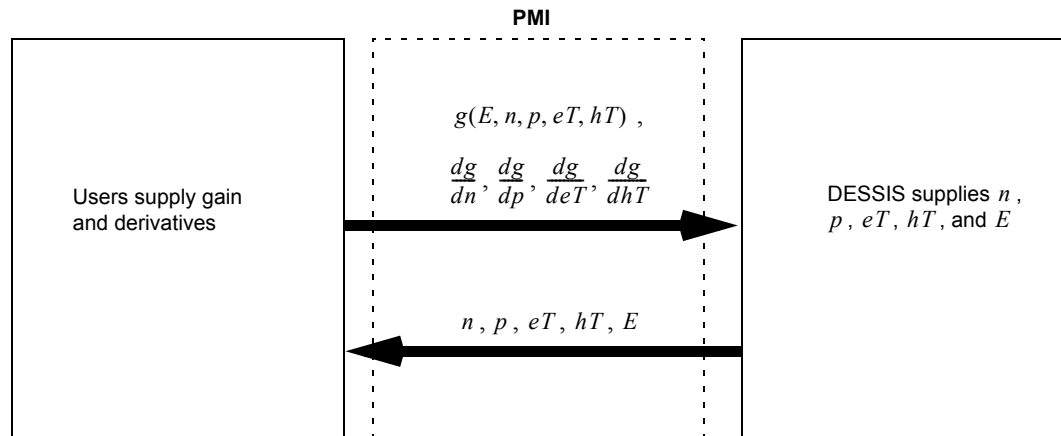 PMI
g(E, n, p, eT, hT) ,
dg/dn, dg/dp, dg/deT, dg/dhT
Users supply gain
and derivatives
DESSIS supplies n ,
p , eT , hT , and E
n , p , eT , hT , E